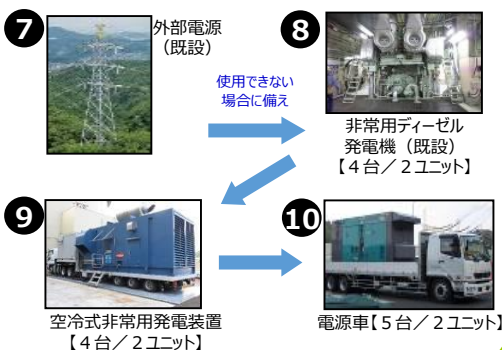 7
外部電源
（既設）
使用できない
場合に備え
8
非常用ディーゼル
発電機（既設）
【４台／２ユニット】
9
空冷式非常用発電装置
【４台／２ユニット】
10
電源車【５台／２ユニット】